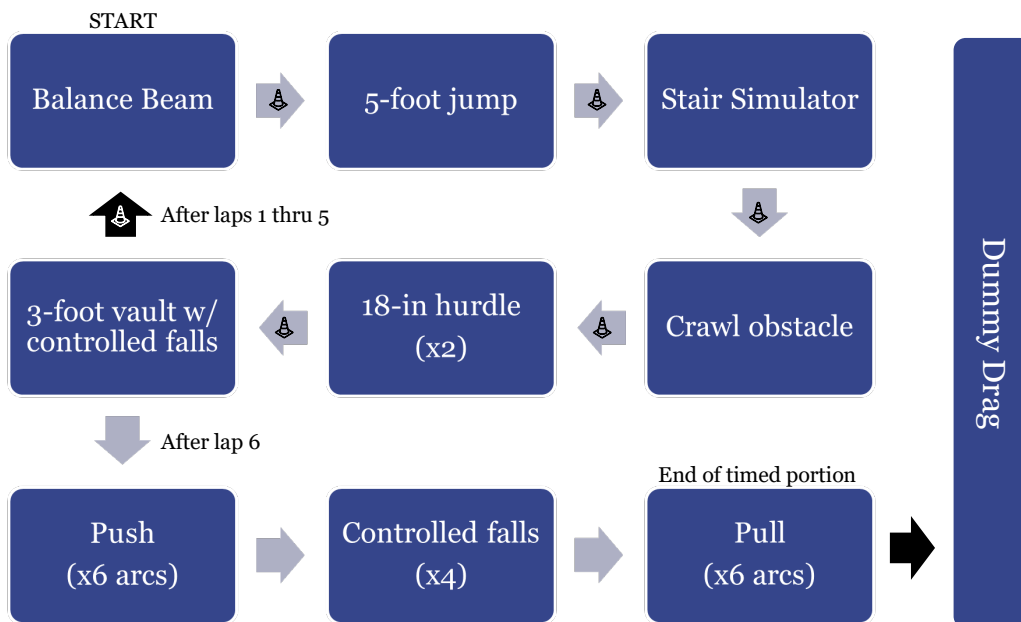 START
Balance Beam
5-foot jump
Stair Simulator
After laps 1 thru 5
3-foot vault w/
controlled falls
18-in hurdle
(x2)
Crawl obstacle
After lap 6
End of timed portion
Push
(x6 arcs)
Controlled falls
(x4)
Pull
(x6 arcs)
Dummy Drag